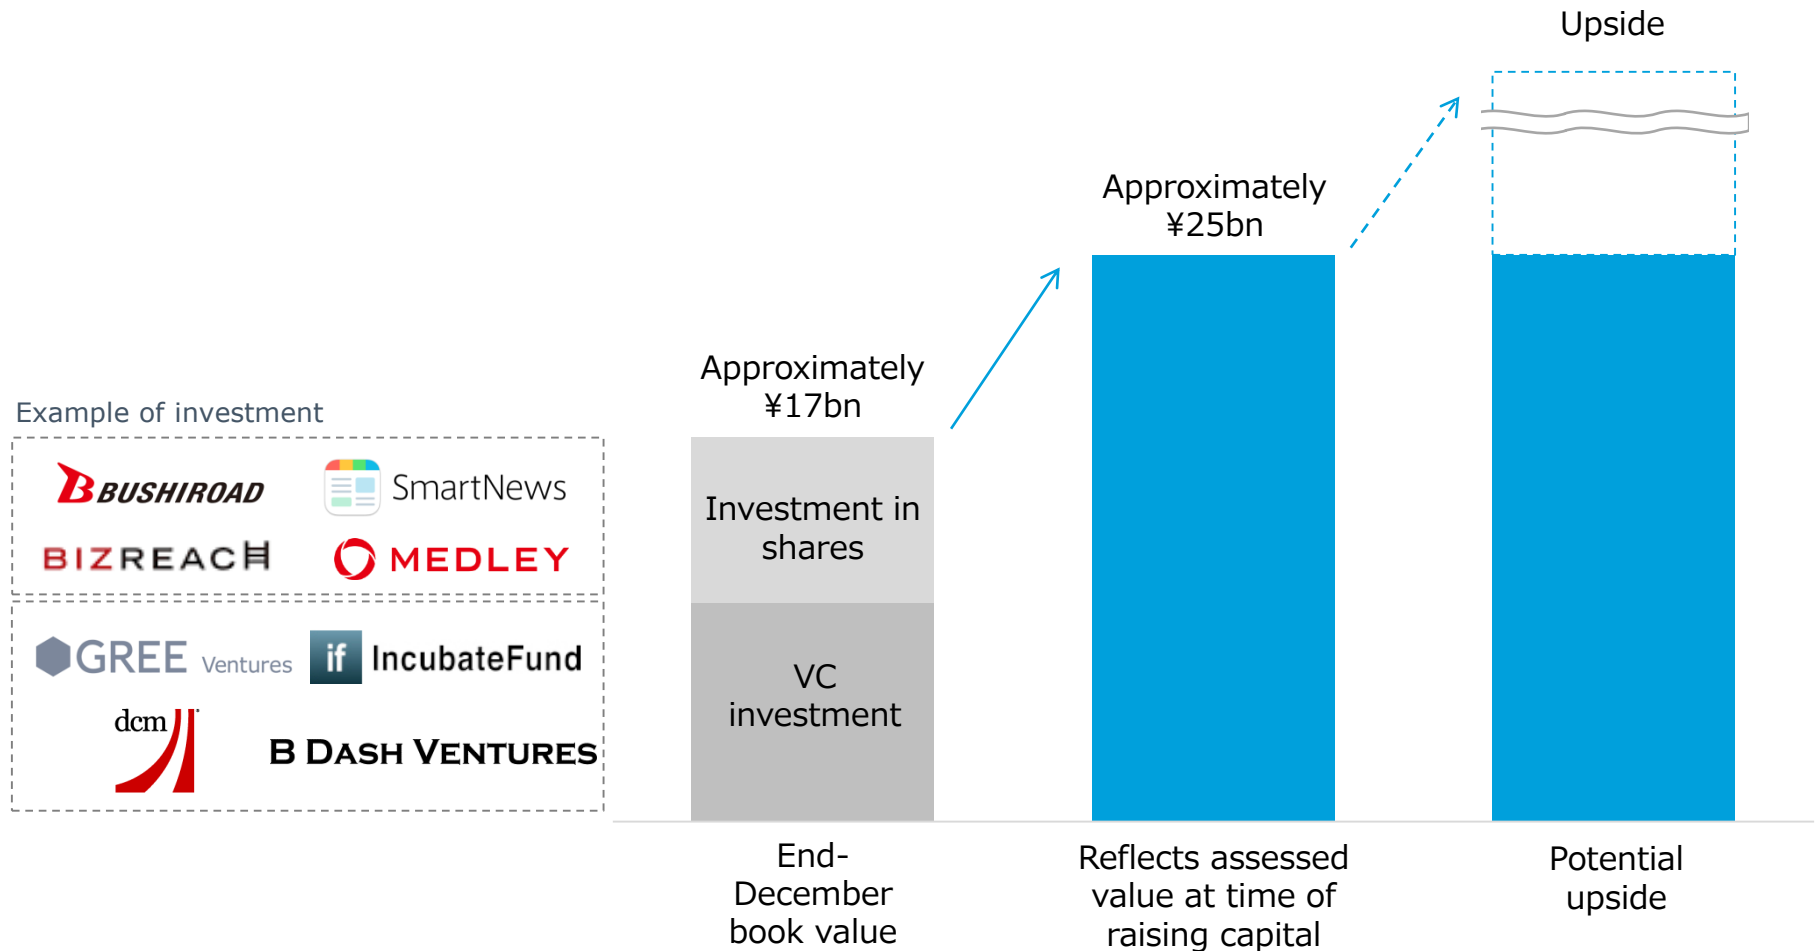 Upside
Approximately
¥25bn
Approximately
¥17bn
Example of investment
BUSHIROAD
SmartNews
BIZREACH
MEDLEY
GREE Ventures
if IncubateFund
dcm
B DASH VENTURES
Investment in
shares
VC
investment
End-
December
book value
Reflects assessed
value at time of
raising capital
Potential
upside